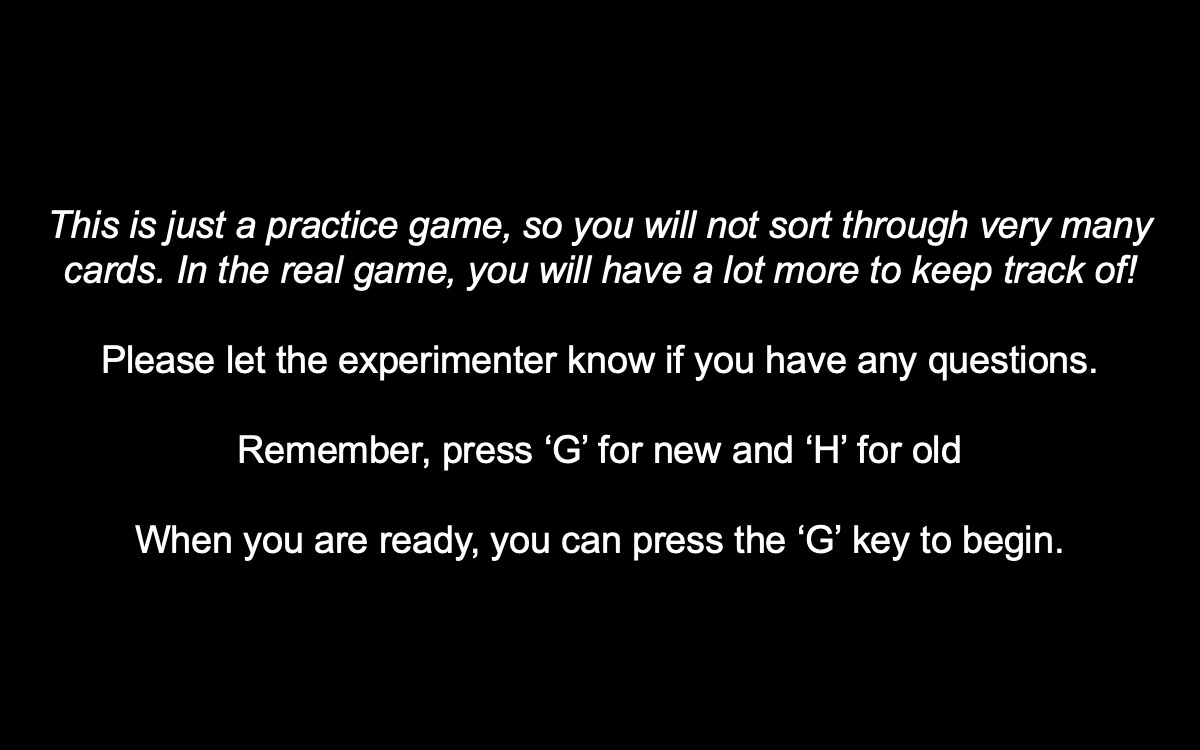 This is just a practice game, so you will not sort through very many
cards. In the real game, you will have a lot more to keep track of!
Please let the experimenter know if you have any questions.
Remember, press ‘G’ for new and ‘H’ for old
When you are ready, you can press the ‘G’ key to begin.